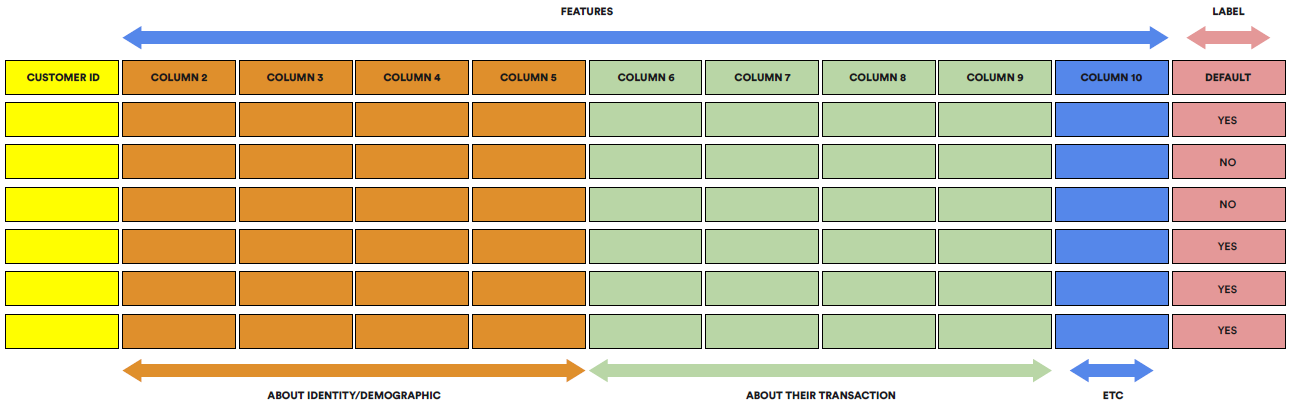 FEATURES LABEL
CUSTOMER ID COLUMN 2 COLUMN 3 COLUMN 4 COLUMN 5 COLUMN 6 COLUMN 7 COLUMN 8 COLUMN 9 COLUMN 10 DEFAULT
YES
NO
NO
YES
YES
YES
ABOUT IDENTITY/DEMOGRAPHIC ABOUT THEIR TRANSACTION ETC